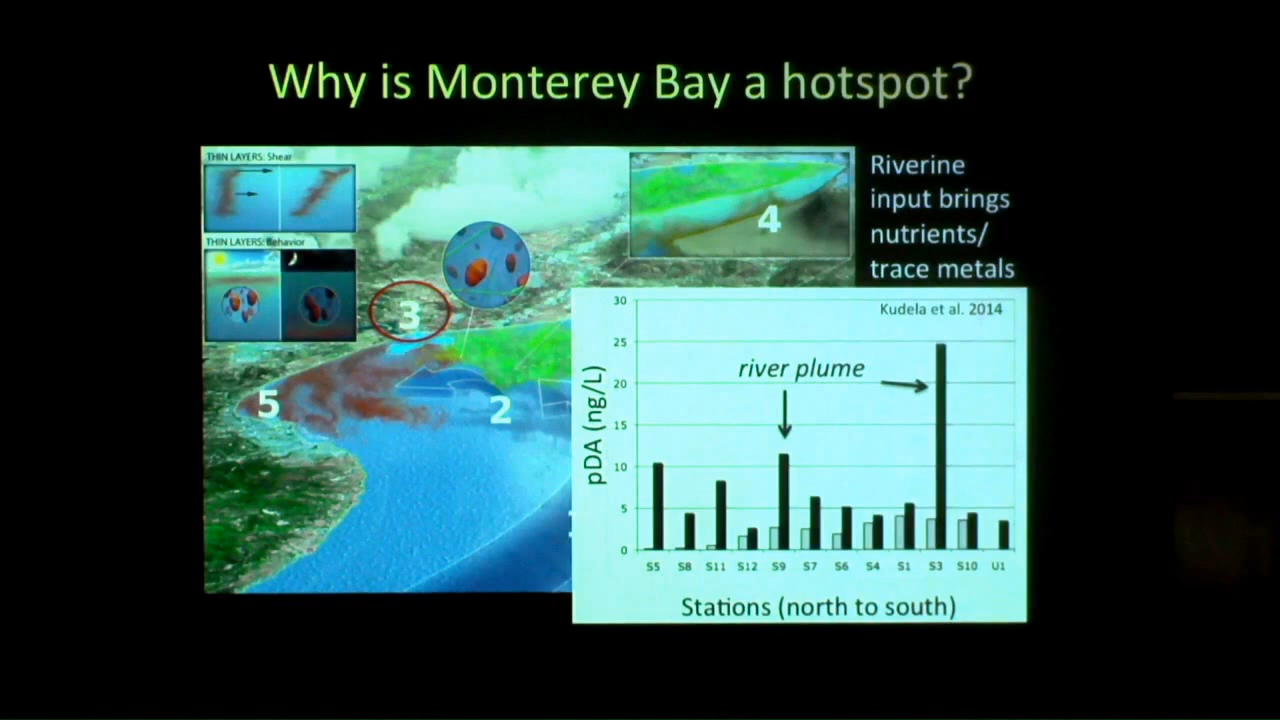 Why is Monterey Bay a hotspot?
THIN LAYERS: Shear
THIN LAYERS: Behavior
3
5
2
4
Riverine
input brings
nutrients/
trace metals
Kudela et al. 2014
river plume
pDA (ng/L)
30
25
20
15
10
5
0
S5 S8 S11 S12 S9 S7 S6 S4 S1 S3 S10 U1
Stations (north to south)